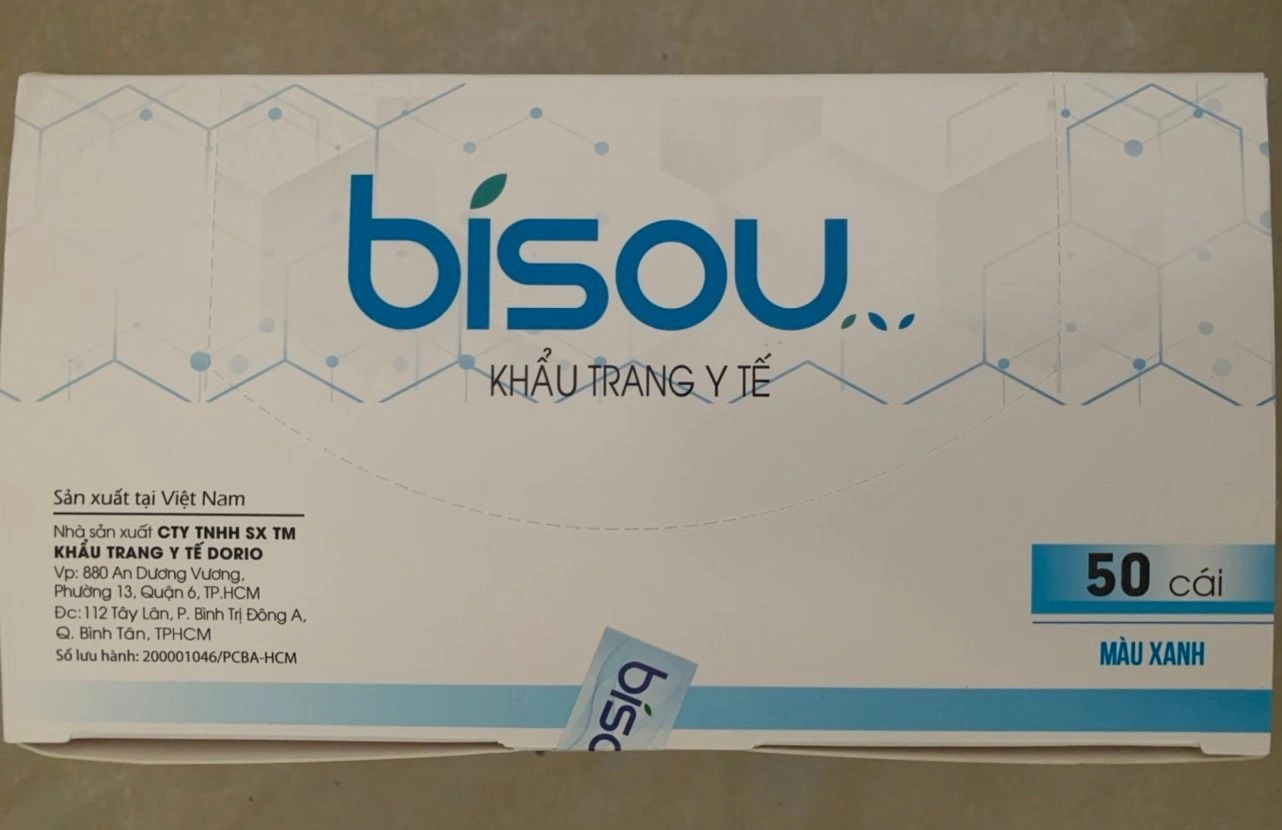 bisou
KHẨU TRANG Y TẾ
Sản xuất tại Việt Nam
Nhà sản xuất CTY TNHH SX TM
KHẨU TRANG Y TẾ DORIO
Vp: 880 An Dương Vương,
Phường 13, Quận 6, TP.HCM
Đc:112 Tây Lân, P. Bình Trị Đông A,
Q. Bình Tân, TPHCM
Số lưu hành: 200001046/PCBA-HCM
50 cái
MÀU XANH
biso